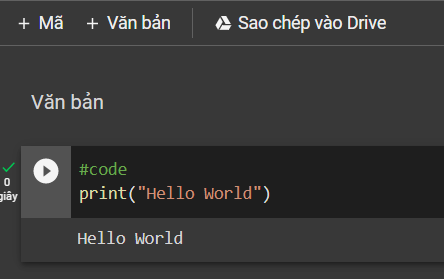 + Mã + Văn bản Sao chép vào Drive
Văn bản
#code
print("Hello World")
0
giây
Hello World